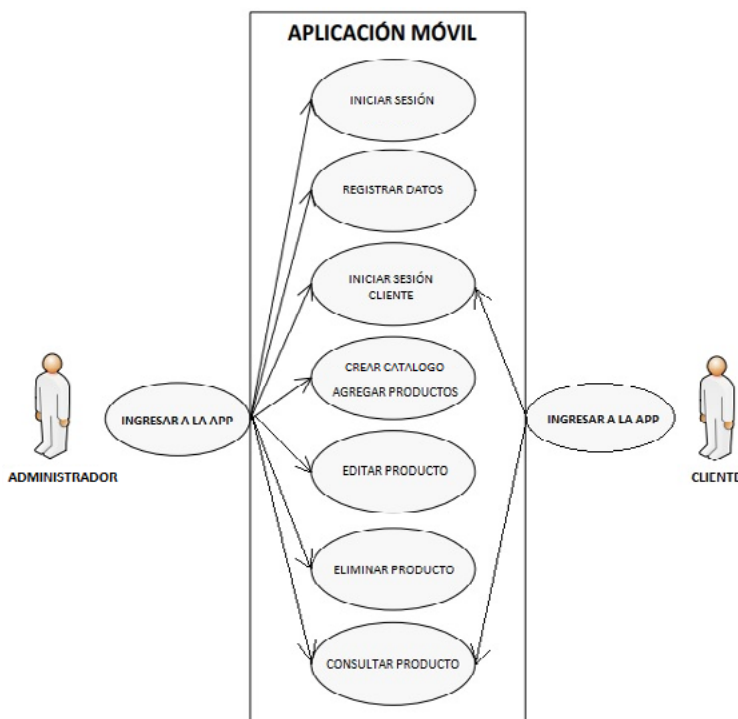 APLICACIÓN MÓVIL
INICIAR SESIÓN
REGISTRAR DATOS
INICIAR SESIÓN
CLIENTE
CREAR CATALOGO
AGREGAR PRODUCTOS
INGRESAR A LA APP
INGRESAR A LA APP
ADMINISTRADOR
CLIENTE
EDITAR PRODUCTO
ELIMINAR PRODUCTO
CONSULTAR PRODUCTO